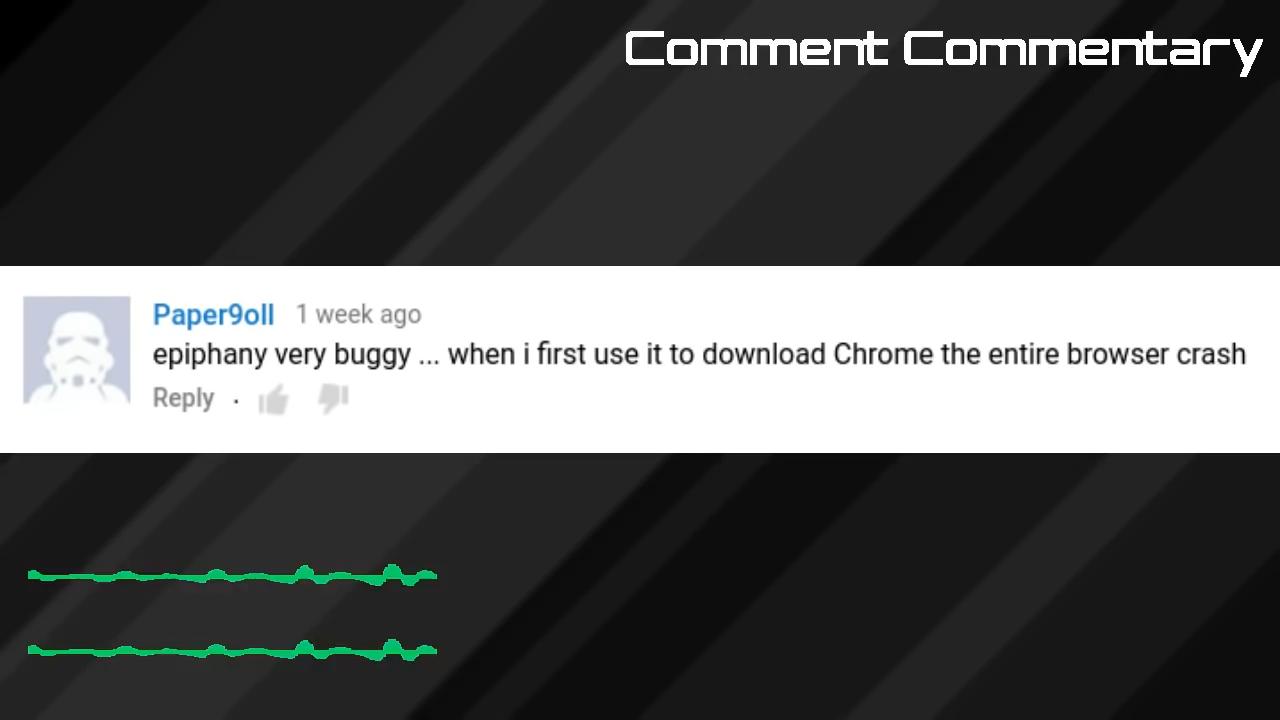 Comment Commentary
Paper9oll 1 week ago
epiphany very buggy ... when i first use it to download Chrome the entire browser crash
Reply ·